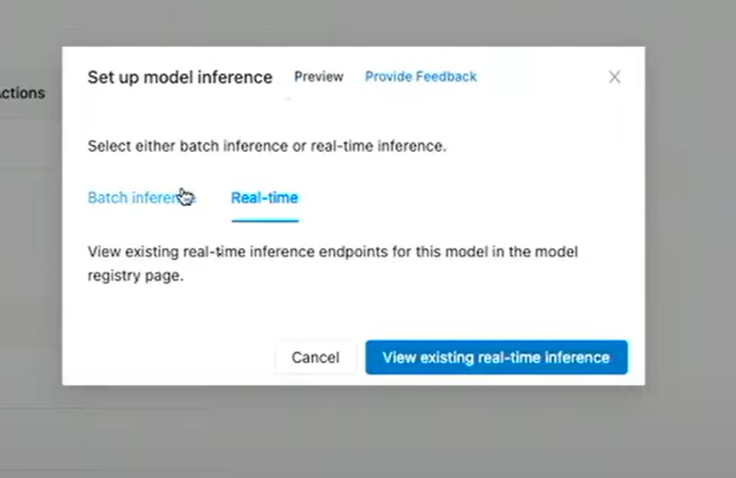 Set up model inference Preview Provide Feedback
ctions
Select either batch inference or real-time inference.
Batch Real-time
View existing real-time inference endpoints for this model in the model
registry page.
Cancel View existing real-time inference